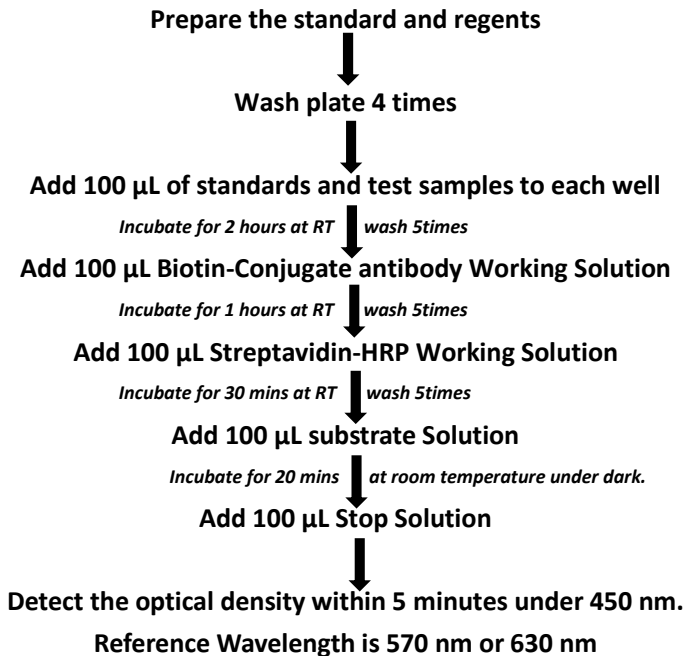 Prepare the standard and regents
Wash plate 4 times
Add 100 µL of standards and test samples to each well
Incubate for 2 hours at RT wash 5times
Add 100 µL Biotin-Conjugate antibody Working Solution
Incubate for 1 hours at RT wash 5times
Add 100 µL Streptavidin-HRP Working Solution
Incubate for 30 mins at RT wash 5times
Add 100 µL substrate Solution
Incubate for 20 mins at room temperature under dark.
Add 100 µL Stop Solution
Detect the optical density within 5 minutes under 450 nm.
Reference Wavelength is 570 nm or 630 nm